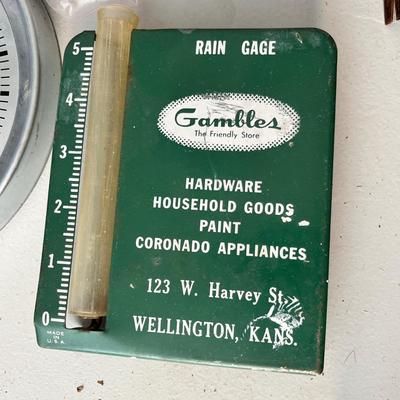 RAIN GAGE
Gambles
The Friendly Store
HARDWARE
HOUSEHOLD GOODS
PAINT
CORONADO APPLIANCES
123 W. Harvey St.
WELLINGTON, KANS.
5
4
3
2
1
0
MADE
IN
U.S.A.